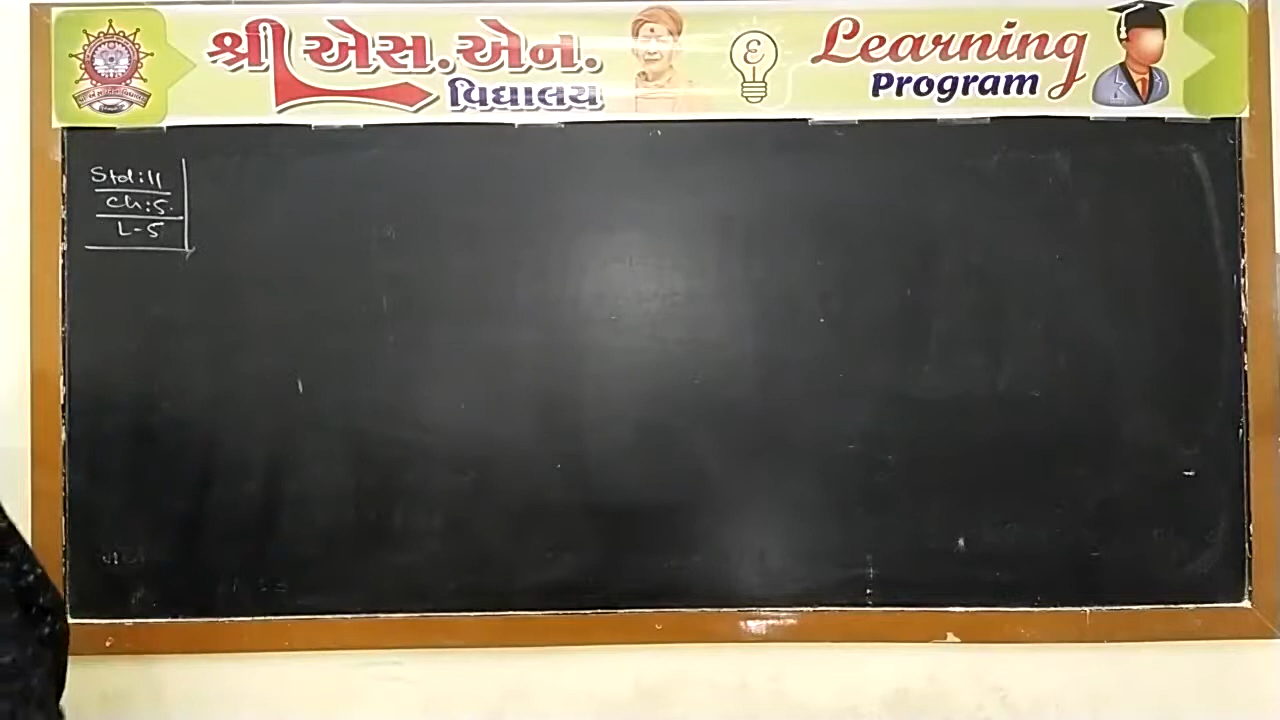 શ્રી એસ.એન.
વિદ્યાલય
Learning
Program
Std:11
Ch:5.
L-5